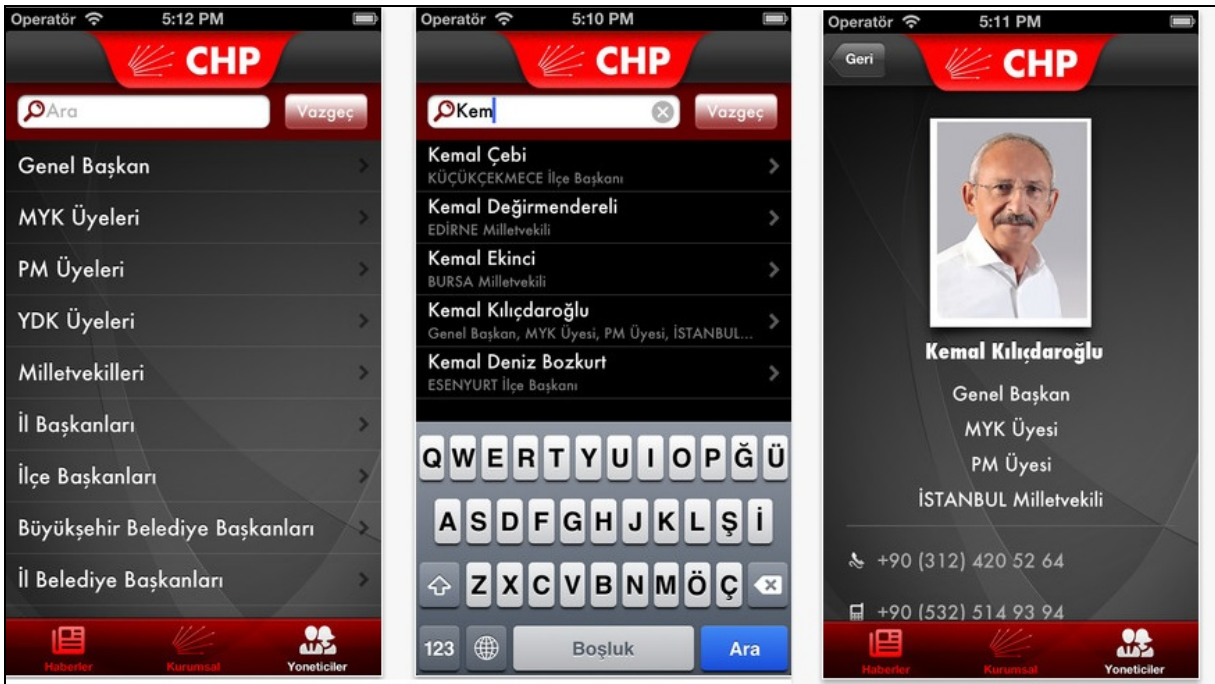 Operatör 5:12 PM
CHP
Ara
Vazgeç
Genel Başkan
MYK Üyeleri
PM Üyeleri
YDK Üyeleri
Milletvekilleri
İl Başkanları
İlçe Başkanları
Büyükşehir Belediye Başkanları
İl Belediye Başkanları
Haberler
Kurumsal
Yoneticiler
Operatör 5:10 PM
CHP
Kem
Vazgeç
Kemal Çebi
KÜÇÜKÇEKMECE İlçe Başkanı
Kemal Değirmendereli
EDİRNE Milletvekili
Kemal Ekinci
BURSA Milletvekili
Kemal Kılıçdaroğlu
Genel Başkan, MYK Üyesi, PM Üyesi, İSTANBUL...
Kemal Deniz Bozkurt
ESENYURT İlçe Başkanı
Q W E R T Y U I O P Ğ Ü
A S D F G H J K L Ş İ
Z X C V B N M Ö Ç
123
Boşluk
Ara
Operatör 5:11 PM
Geri
CHP
Kemal Kılıçdaroğlu
Genel Başkan
MYK Üyesi
PM Üyesi
İSTANBUL Milletvekili
+90 (312) 420 52 64
+90 (532) 514 93 94
Haberler
Kurumsal
Yoneticiler